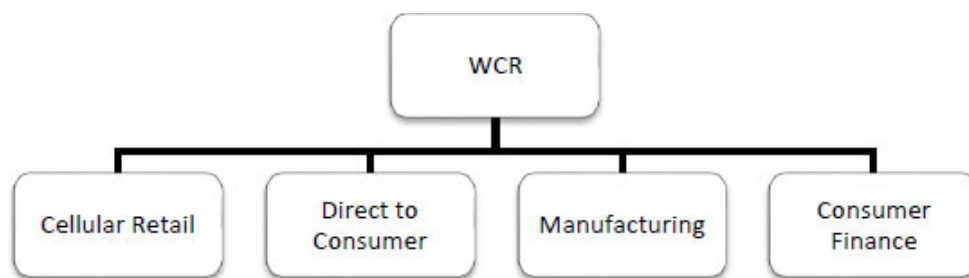 WCR
Cellular Retail
Direct to
Consumer
Manufacturing
Consumer
Finance